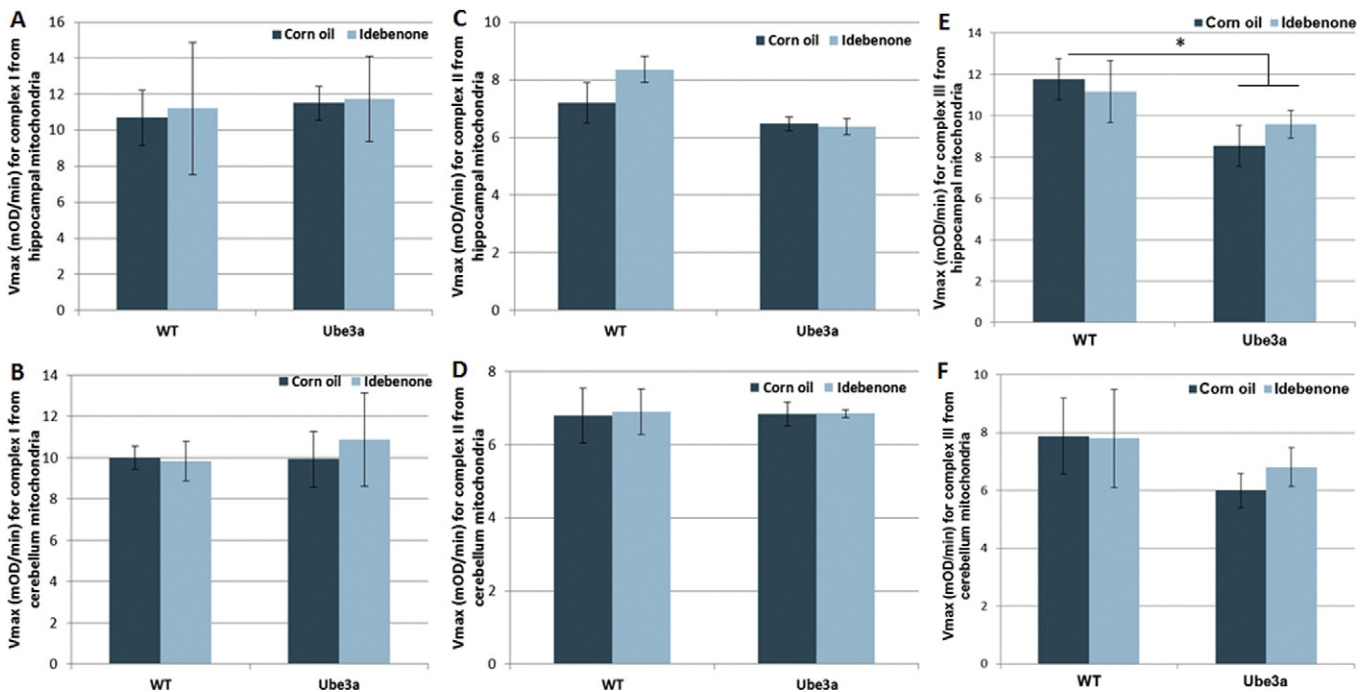 A
16
14
12
10
8
6
4
2
0
Vmax (mOD/min) for complex I from
hippocampal mitochondria
Corn oil Idebenone
WT Ube3a
C
10
8
6
4
2
0
Vmax (mOD/min) for complex II from
hippocampal mitochondria
Corn oil Idebenone
WT Ube3a
E
14
12
10
8
6
4
2
0
Vmax (mOD/min) for complex III from
hippocampal mitochondria
Corn oil Idebenone
*
WT Ube3a
B
14
12
10
8
6
4
2
0
Vmax (mOD/min) for complex I from
cerebellum mitochondria
Corn oil Idebenone
WT Ube3a
D
8
6
4
2
0
Vmax (mOD/min) for complex II from
cerebellum mitochondria
Corn oil Idebenone
WT Ube3a
F
10
8
6
4
2
0
Vmax (mOD/min) for complex III from
cerebellum mitochondria
Corn oil Idebenone
WT Ube3a